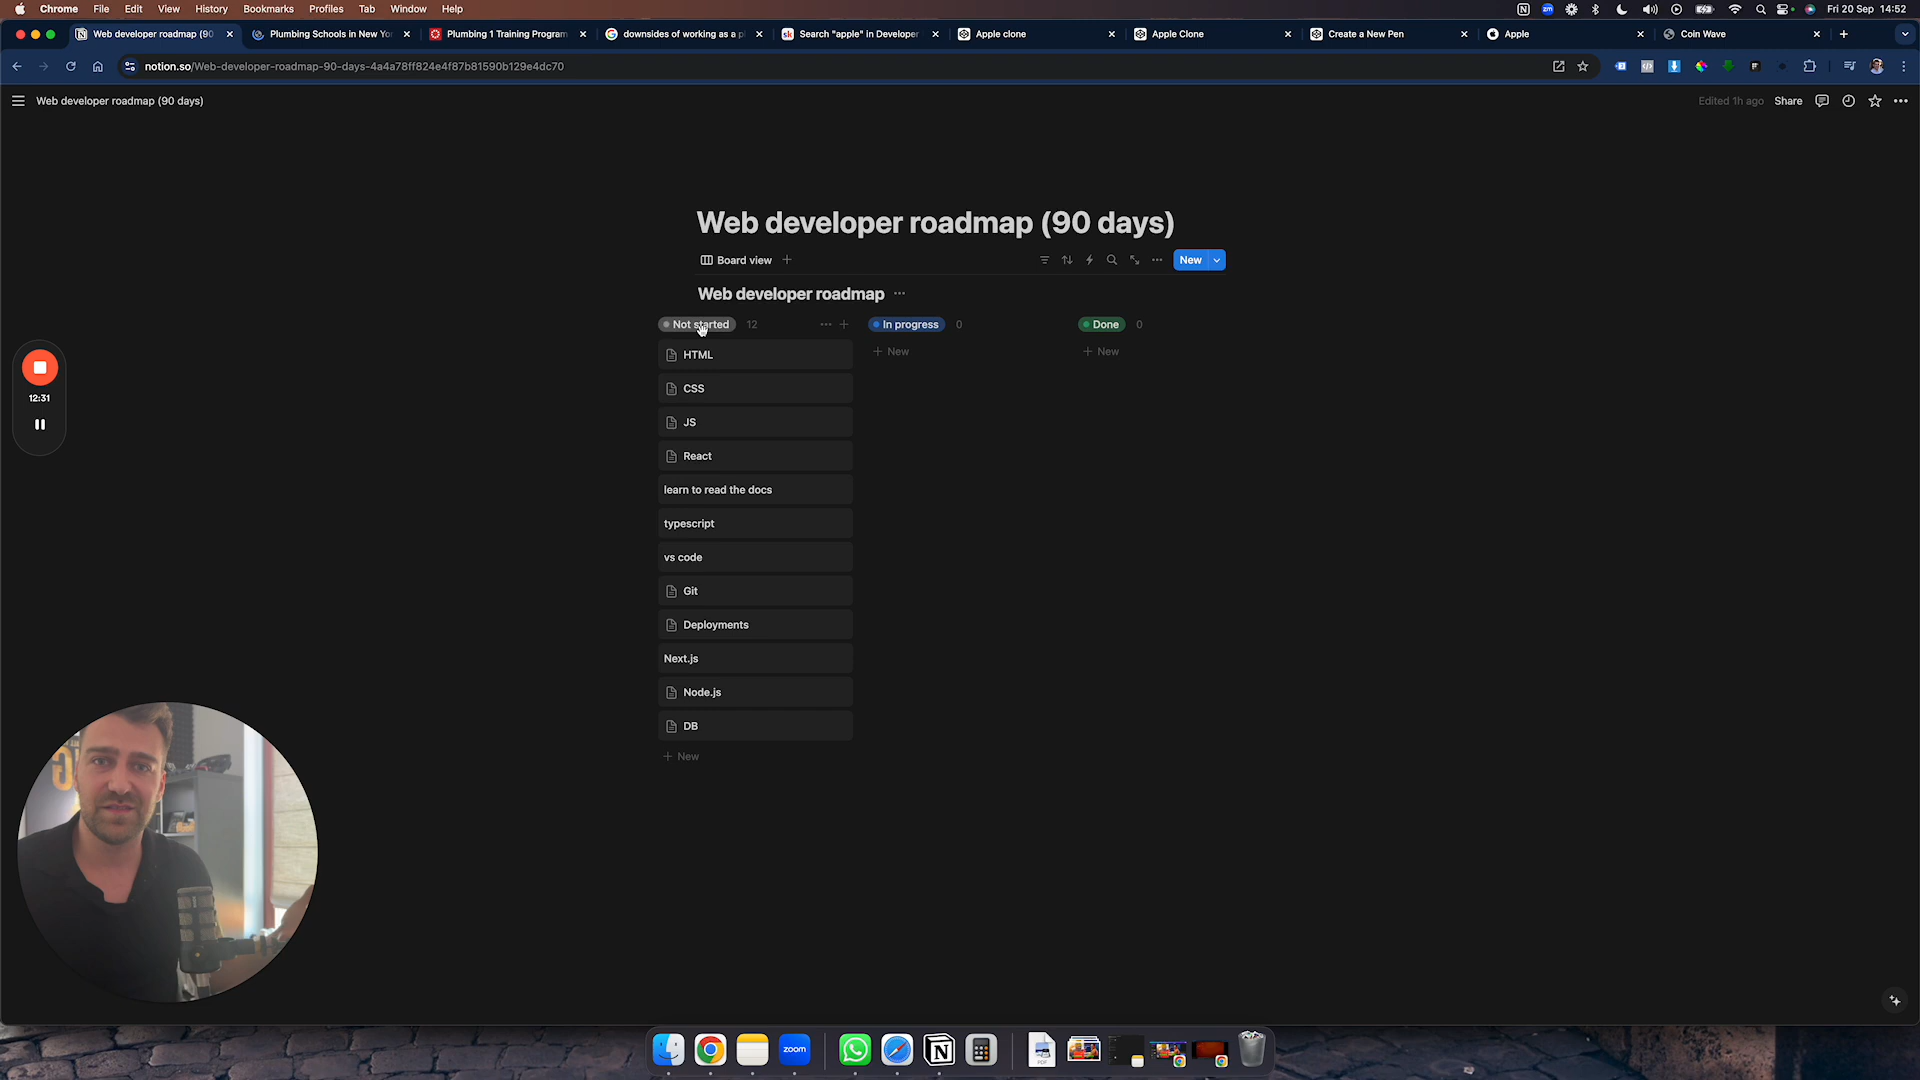 Chrome File Edit View History Bookmarks Profiles Tab Window Help
Fri 20 Sep 14:52
Web developer roadmap (90
Plumbing Schools in New Yor
Plumbing 1 Training Program
downsides of working as a pl
Search "apple" in Developer
Apple clone
Apple Clone
Create a New Pen
Apple
Coin Wave
notion.so/Web-developer-roadmap-90-days-4a4a78ff824e4f87b81590b129e4dc70
Web developer roadmap (90 days)
Edited 1h ago Share
Web developer roadmap (90 days)
Board view
New
Web developer roadmap
Not started 12
In progress 0
Done 0
HTML
+ New
+ New
CSS
12:31
JS
React
learn to read the docs
typescript
vs code
Git
Deployments
Next.js
Node.js
DB
+ New
zoom
PDF